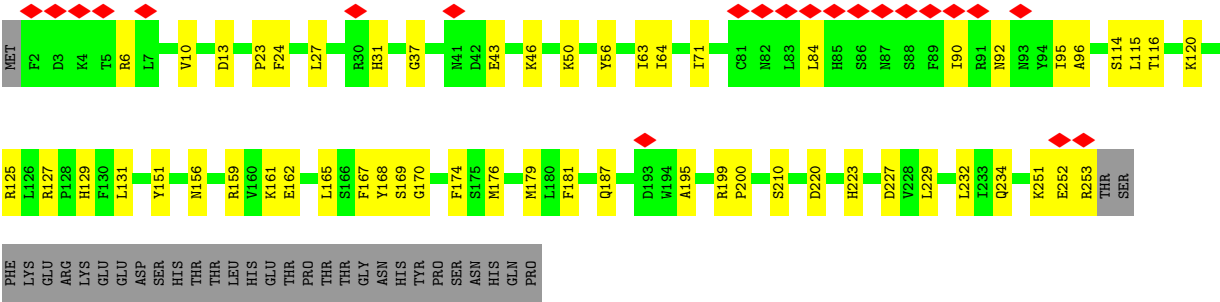 MET F2 D3 K4 T5 R6 L7 V10 D13 P23 F24 L27 R30 H31 G37 N41 D42 E43 K46 K50 Y56 I63 I64 I71 C81 N82 L83 L84 H85 S86 N87 S88 F89 I90 R91 N92 N93 Y94 I95 A96 S114 L115 T116 K120
R125 L126 R127 P128 H129 F130 L131 Y151 N156 R159 V160 K161 E162 L165 S166 F167 Y168 S169 G170 F174 S175 M176 M179 L180 F181 Q187 D193 W194 A195 R199 P200 S210 D220 H223 D227 V228 L229 L232 I233 Q234 K251 E252 R253 THR SER
PHE LYS GLU ARG LYS GLU GLU ASP SER HIS THR THR LEU HIS GLU THR PRO THR THR GLY ASN HIS TYR PRO SER ASN HIS GLN PRO